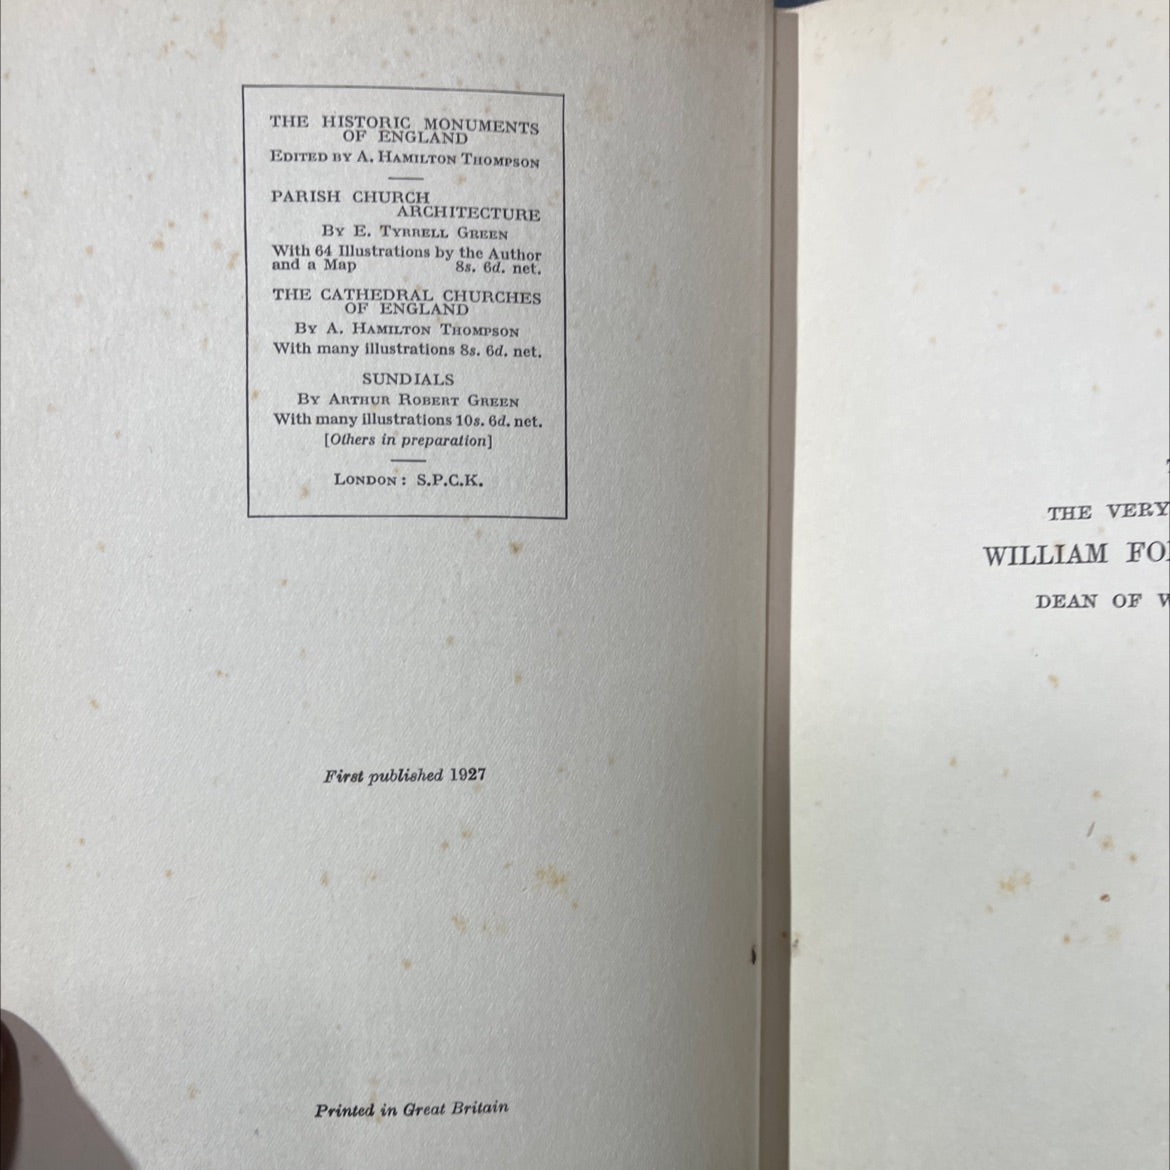 THE HISTORIC MONUMENTS
OF ENGLAND
EDITED BY A. HAMILTON THOMPSON
PARISH CHURCH
ARCHITECTURE
BY E. TYRRELL GREEN
With 64 Illustrations by the Author
and a Map 8s. 6d. net.
THE CATHEDRAL CHURCHES
OF ENGLAND
BY A. HAMILTON THOMPSON
With many illustrations 8s. 6d. net.
SUNDIALS
BY ARTHUR ROBERT GREEN
With many illustrations 10s. 6d. net.
[Others in preparation]
LONDON: S.P.C.K.
First published 1927
Printed in Great Britain
THE VERY
WILLIAM
DEAN OF